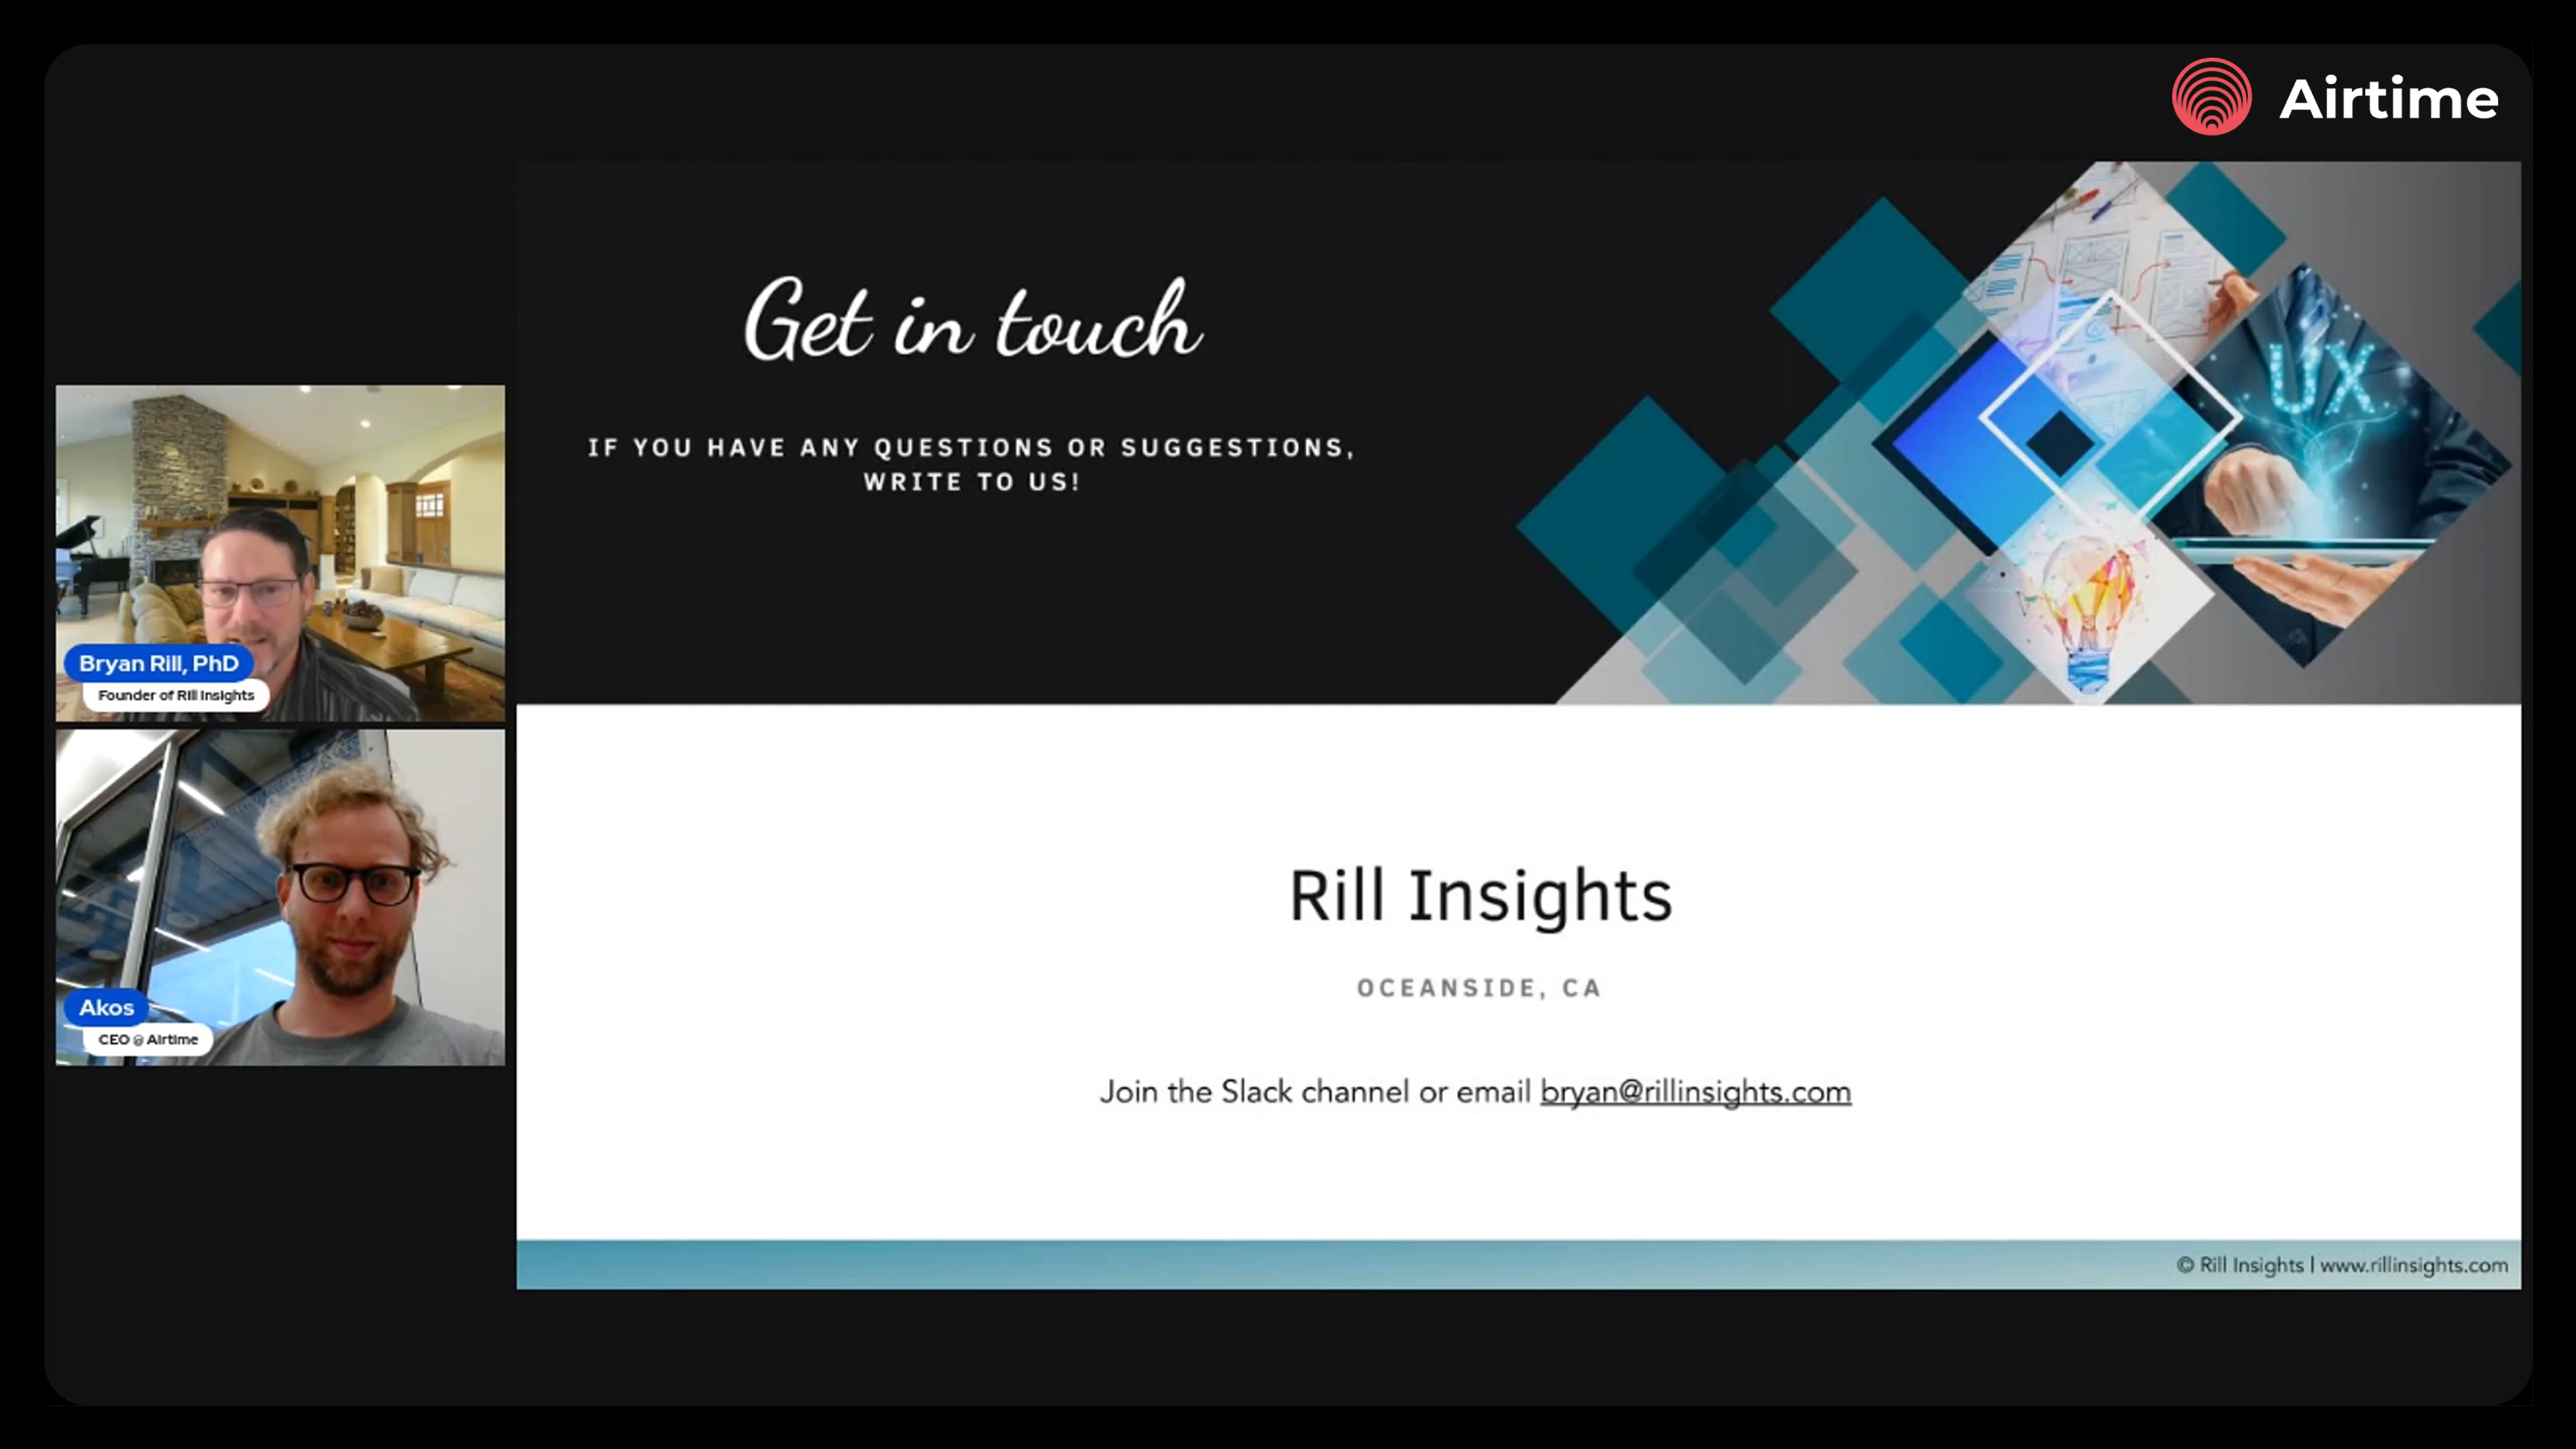 Airtime
Get in touch
IF YOU HAVE ANY QUESTIONS OR SUGGESTIONS,
WRITE TO US!
UX
Bryan Rill, PhD
Founder of Rill Insights
Akos
CEO @ Airtime
Rill Insights
OCEANSIDE, CA
Join the Slack channel or email bryan@rillinsights.com
© Rill Insights | www.rillinsights.com